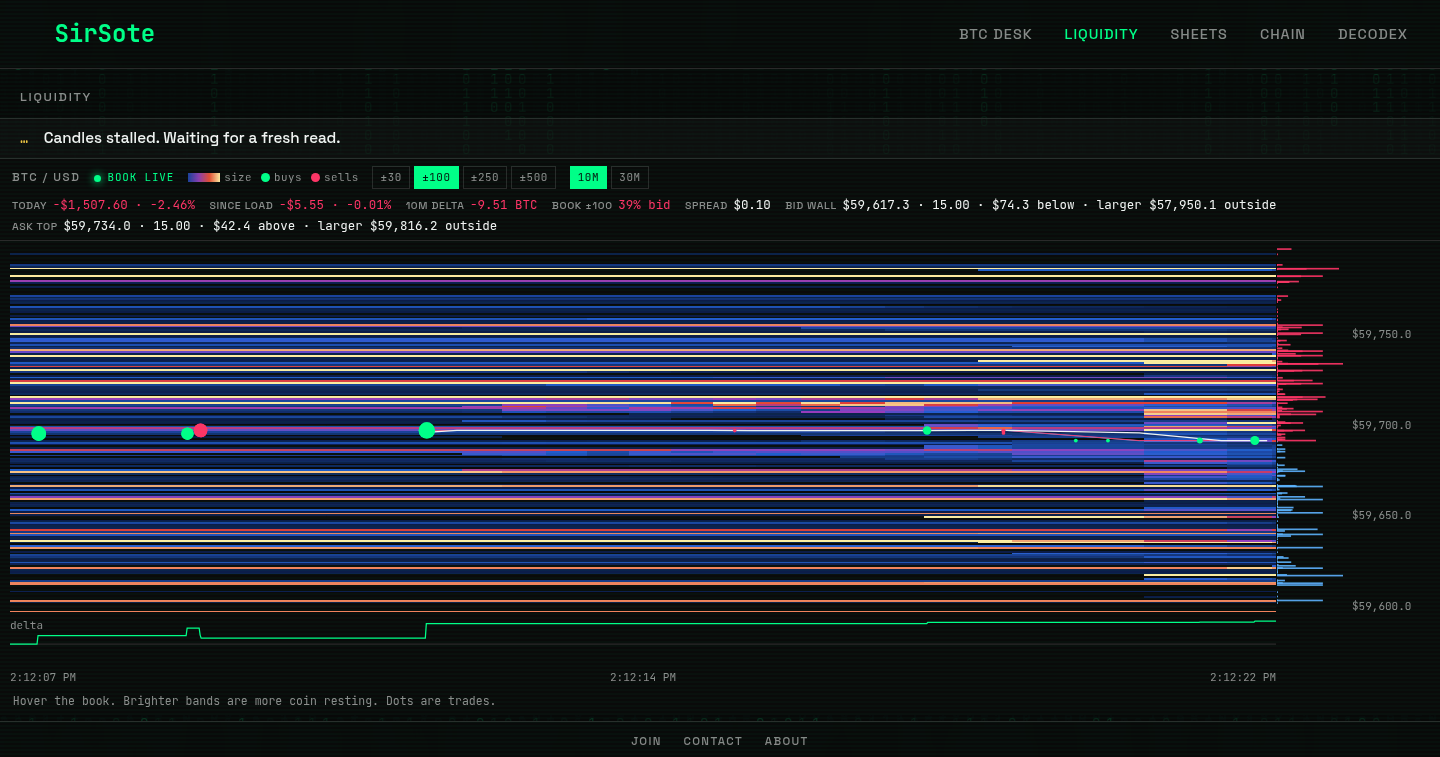 SirSote
BTC DESK LIQUIDITY SHEETS CHAIN DECODEX
LIQUIDITY
… Candles stalled. Waiting for a fresh read.
BTC / USD BOOK LIVE size buys sells ±30 ±100 ±250 ±500 10M 30M
TODAY -$1,507.60 · -2.46% SINCE LOAD -$5.55 · -0.01% 10M DELTA -9.51 BTC BOOK ±100 39% bid SPREAD $0.10 BID WALL $59,617.3 · 15.00 · $74.3 below · larger $57,950.1 outside
ASK TOP $59,734.0 · 15.00 · $42.4 above · larger $59,816.2 outside
$59,750.0
$59,700.0
$59,650.0
$59,600.0
delta
2:12:07 PM 2:12:14 PM 2:12:22 PM
Hover the book. Brighter bands are more coin resting. Dots are trades.
JOIN CONTACT ABOUT